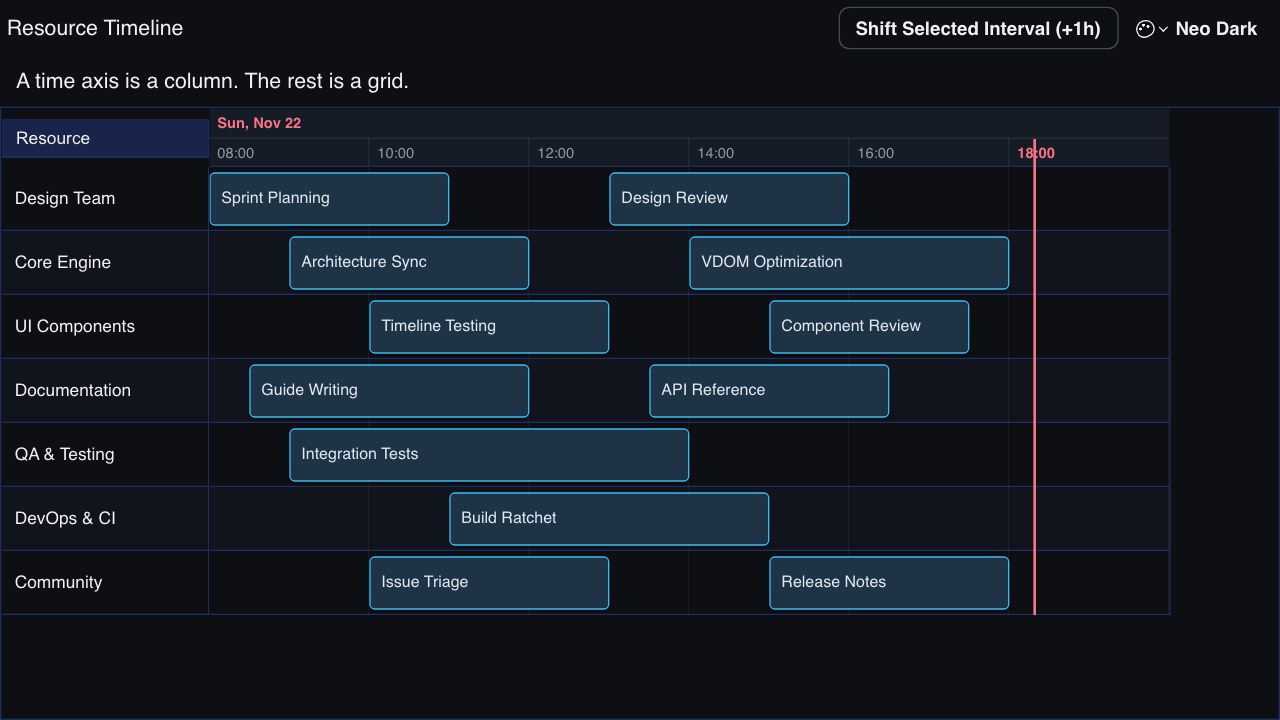 Resource Timeline
Shift Selected Interval (+1h)
Neo Dark
A time axis is a column. The rest is a grid.
Resource
Sun, Nov 22
08:00 10:00 12:00 14:00 16:00 18:00
Design Team
Sprint Planning
Design Review
Core Engine
Architecture Sync
VDOM Optimization
UI Components
Timeline Testing
Component Review
Documentation
Guide Writing
API Reference
QA & Testing
Integration Tests
DevOps & CI
Build Ratchet
Community
Issue Triage
Release Notes